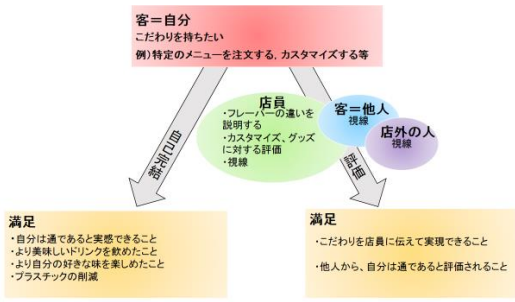 客＝自分
こだわりを持ちたい
例）特定のメニューを注文する，カスタマイズする等
店員
・フレーバーの違いを
説明する
・カスタマイズ、グッズ
に対する評価
・視線
客＝他人
視線
店外の人
視線
自己完結
評価
満足
・自分は通であると実感できること
・より美味しいドリンクを飲めたこと
・より自分の好きな味を楽しめたこと
・プラスチックの削減
満足
・こだわりを店員に伝えて実現できること
・他人から、自分は通であると評価されること